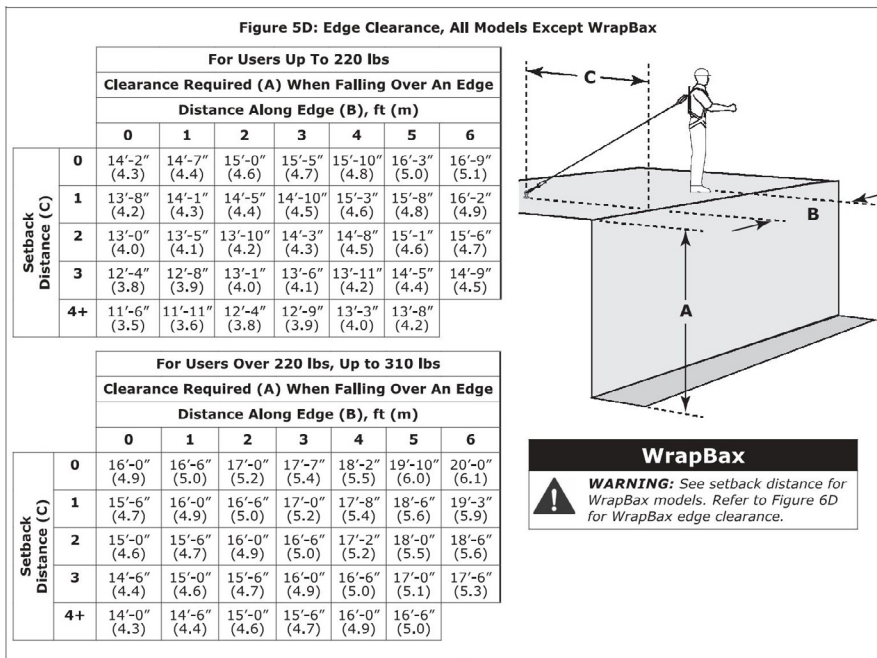 Figure 5D: Edge Clearance, All Models Except WrapBax
For Users Up To 220 lbs
Clearance Required (A) When Falling Over An Edge
Distance Along Edge (B), ft (m)
0 1 2 3 4 5 6
Setback Distance (C)
0 14′-2″ 14′-7″ 15′-0″ 15′-5″ 15′-10″ 16′-3″ 16′-9″
(4.3) (4.4) (4.6) (4.7) (4.8) (5.0) (5.1)
1 13′-8″ 14′-1″ 14′-5″ 14′-10″ 15′-3″ 15′-8″ 16′-2″
(4.2) (4.3) (4.4) (4.5) (4.6) (4.8) (4.9)
2 13′-0″ 13′-5″ 13′-10″ 14′-3″ 14′-8″ 15′-1″ 15′-6″
(4.0) (4.1) (4.2) (4.3) (4.5) (4.6) (4.7)
3 12′-4″ 12′-8″ 13′-1″ 13′-6″ 13′-11″ 14′-5″ 14′-9″
(3.8) (3.9) (4.0) (4.1) (4.2) (4.4) (4.5)
4+ 11′-6″ 11′-11″ 12′-4″ 12′-9″ 13′-3″ 13′-8″
(3.5) (3.6) (3.8) (3.9) (4.0) (4.2)
For Users Over 220 lbs, Up to 310 lbs
Clearance Required (A) When Falling Over An Edge
Distance Along Edge (B), ft (m)
0 1 2 3 4 5 6
Setback Distance (C)
0 16′-0″ 16′-6″ 17′-0″ 17′-7″ 18′-2″ 19′-10″ 20′-0″
(4.9) (5.0) (5.2) (5.4) (5.5) (6.0) (6.1)
1 15′-6″ 16′-0″ 16′-6″ 17′-0″ 17′-8″ 18′-6″ 19′-3″
(4.7) (4.9) (5.0) (5.2) (5.4) (5.6) (5.9)
2 15′-0″ 15′-6″ 16′-0″ 16′-6″ 17′-2″ 18′-0″ 18′-6″
(4.6) (4.7) (4.9) (5.0) (5.2) (5.5) (5.6)
3 14′-6″ 15′-0″ 15′-6″ 16′-0″ 16′-6″ 17′-0″ 17′-6″
(4.4) (4.6) (4.7) (4.9) (5.0) (5.1) (5.3)
4+ 14′-0″ 14′-6″ 15′-0″ 15′-6″ 16′-0″ 16′-6″
(4.3) (4.4) (4.6) (4.7) (4.9) (5.0)
C
B
A
WrapBax
WARNING: See setback distance for
WrapBax models. Refer to Figure 6D
for WrapBax edge clearance.